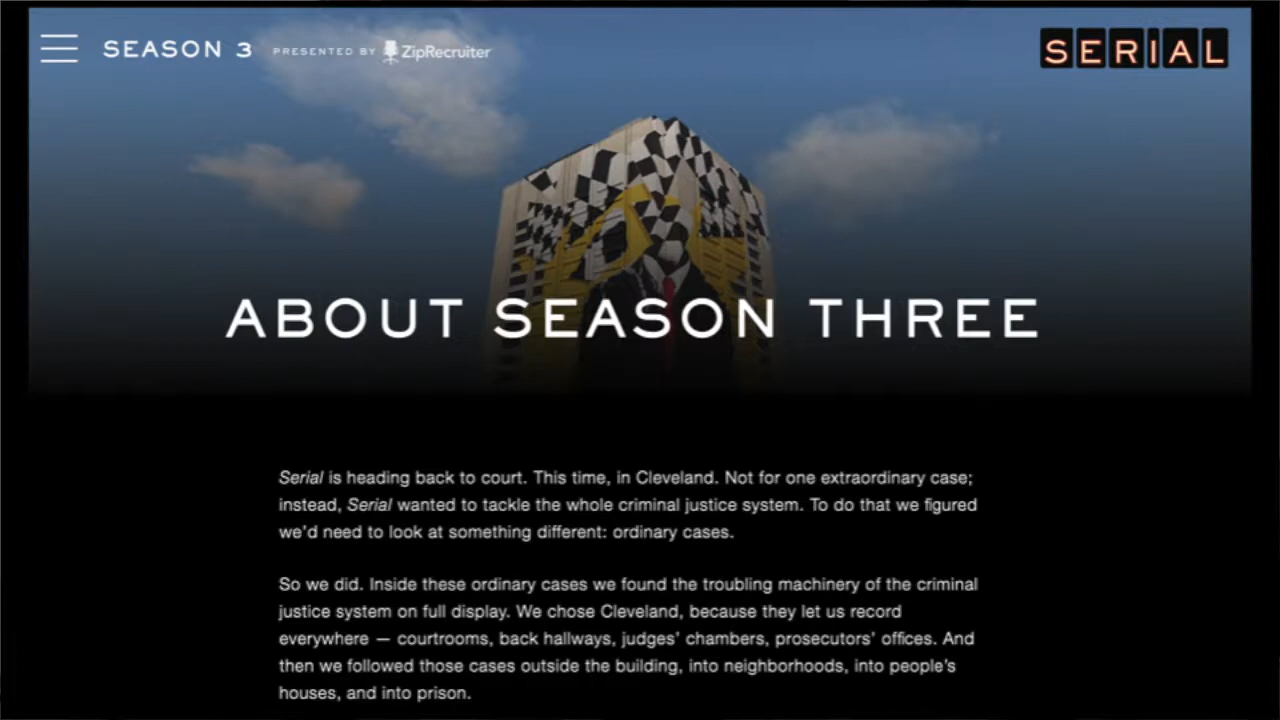 SEASON 3 PRESENTED BY ZipRecruiter SERIAL
ABOUT SEASON THREE
Serial is heading back to court. This time, in Cleveland. Not for one extraordinary case;
instead, Serial wanted to tackle the whole criminal justice system. To do that we figured
we'd need to look at something different: ordinary cases.
So we did. Inside these ordinary cases we found the troubling machinery of the criminal
justice system on full display. We chose Cleveland, because they let us record
everywhere — courtrooms, back hallways, judges' chambers, prosecutors' offices. And
then we followed those cases outside the building, into neighborhoods, into people's
houses, and into prison.